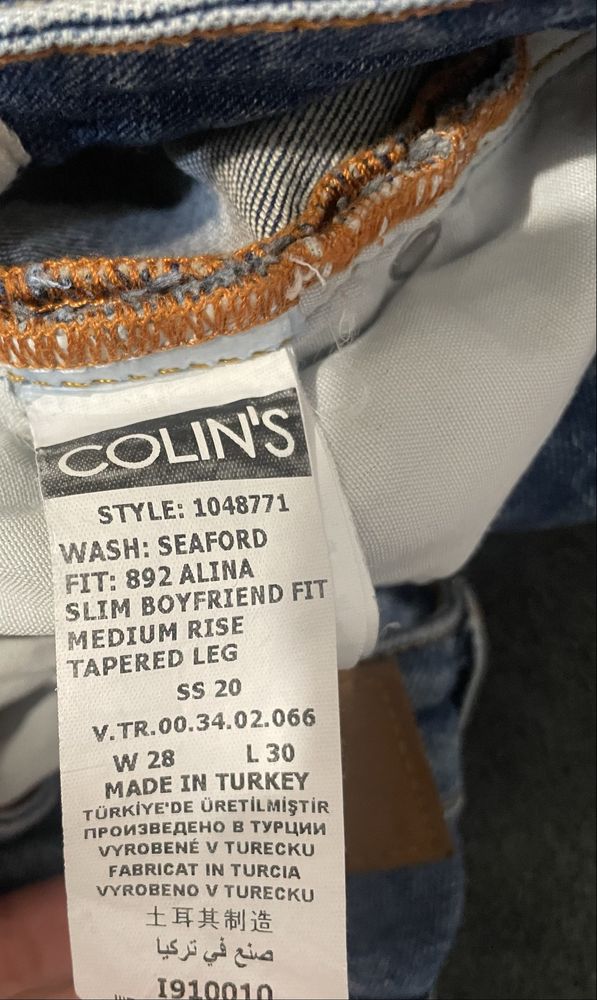 COLIN'S
STYLE: 1048771
WASH: SEAFORD
FIT: 892 ALINA
SLIM BOYFRIEND FIT
MEDIUM RISE
TAPERED LEG
SS 20
V.TR.00.34.02.066
W 28 L 30
MADE IN TURKEY
TÜRKİYE'DE ÜRETİLMİŞTİR
ПРОИЗВЕДЕНО В ТУРЦИИ
VYROBENÉ V TURECKU
FABRICAT IN TURCIA
VYROBENO V TURECKU
土耳其制造
صنع في تركيا
I910010